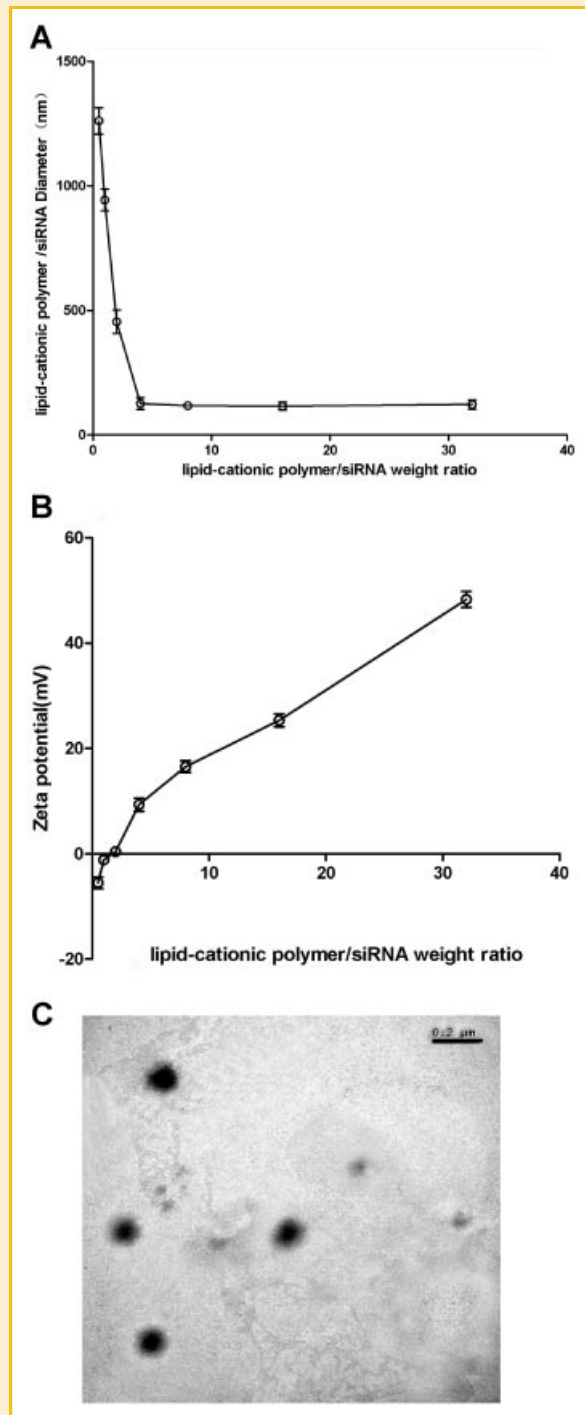 A
1500
1000
500
0
0 10 20 30 40
lipid-cationic polymer /siRNA Diameter（nm）
lipid-cationic polymer/siRNA weight ratio
B
60
40
20
0
-20
10 20 30 40
Zeta potential(mV)
lipid-cationic polymer/siRNA weight ratio
C
0.2 μm